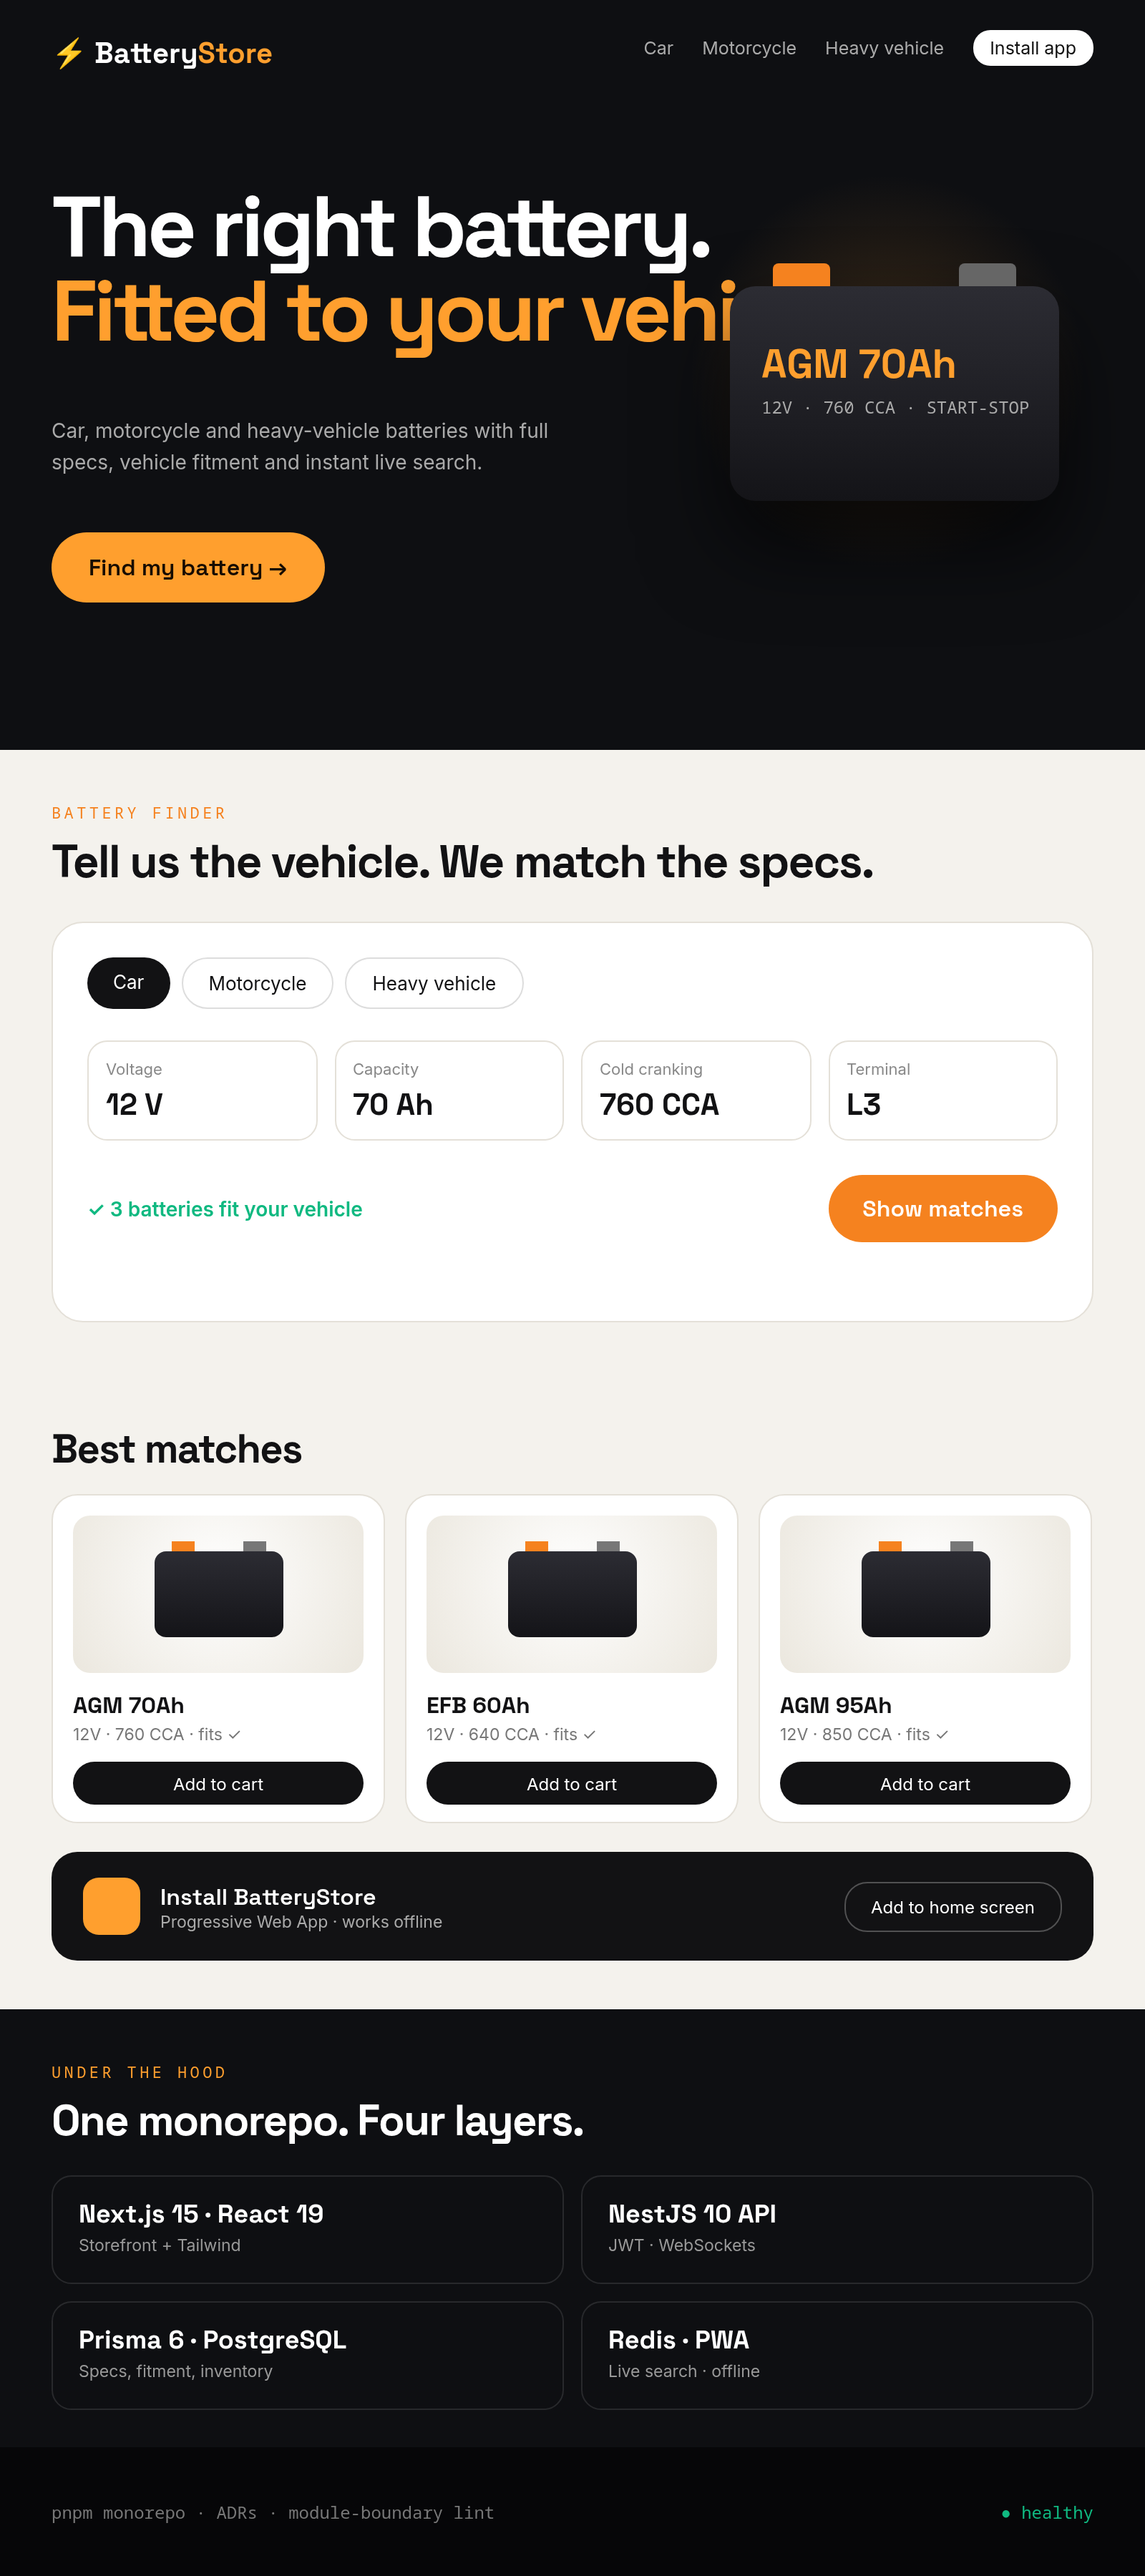 ⚡ BatteryStore
Car Motorcycle Heavy vehicle Install app
The right battery.
Fitted to your vehi
AGM 70Ah
12V · 760 CCA · START-STOP
Car, motorcycle and heavy-vehicle batteries with full
specs, vehicle fitment and instant live search.
Find my battery →
BATTERY FINDER
Tell us the vehicle. We match the specs.
Car Motorcycle Heavy vehicle
Voltage Capacity Cold cranking Terminal
12 V 70 Ah 760 CCA L3
✓ 3 batteries fit your vehicle
Show matches
Best matches
AGM 70Ah
12V · 760 CCA · fits ✓
Add to cart
EFB 60Ah
12V · 640 CCA · fits ✓
Add to cart
AGM 95Ah
12V · 850 CCA · fits ✓
Add to cart
Install BatteryStore
Progressive Web App · works offline
Add to home screen
UNDER THE HOOD
One monorepo. Four layers.
Next.js 15 · React 19
Storefront + Tailwind
NestJS 10 API
JWT · WebSockets
Prisma 6 · PostgreSQL
Specs, fitment, inventory
Redis · PWA
Live search · offline
pnpm monorepo · ADRs · module-boundary lint
● healthy